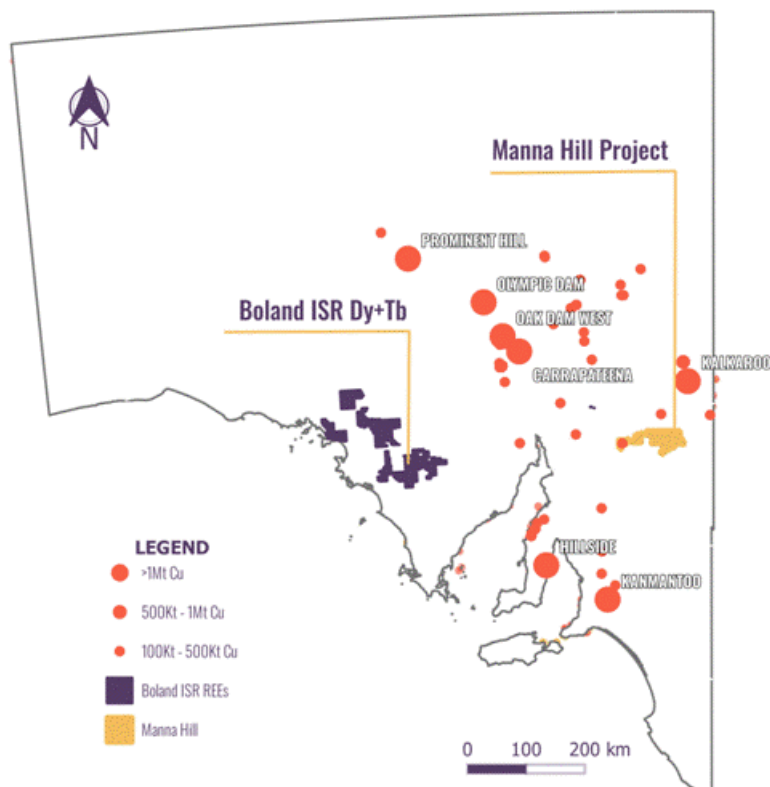 N
Manna Hill Project
PROMINENT HILL
OLYMPIC DAM
Boland ISR Dy+Tb
OAK DAM WEST
KALKAROO
CARRAPATEENA
LEGEND
>1Mt Cu
500Kt - 1Mt Cu
100Kt - 500Kt Cu
Boland ISR REEs
Manna Hill
HILLSIDE
KANMANTOO
0 100 200 km